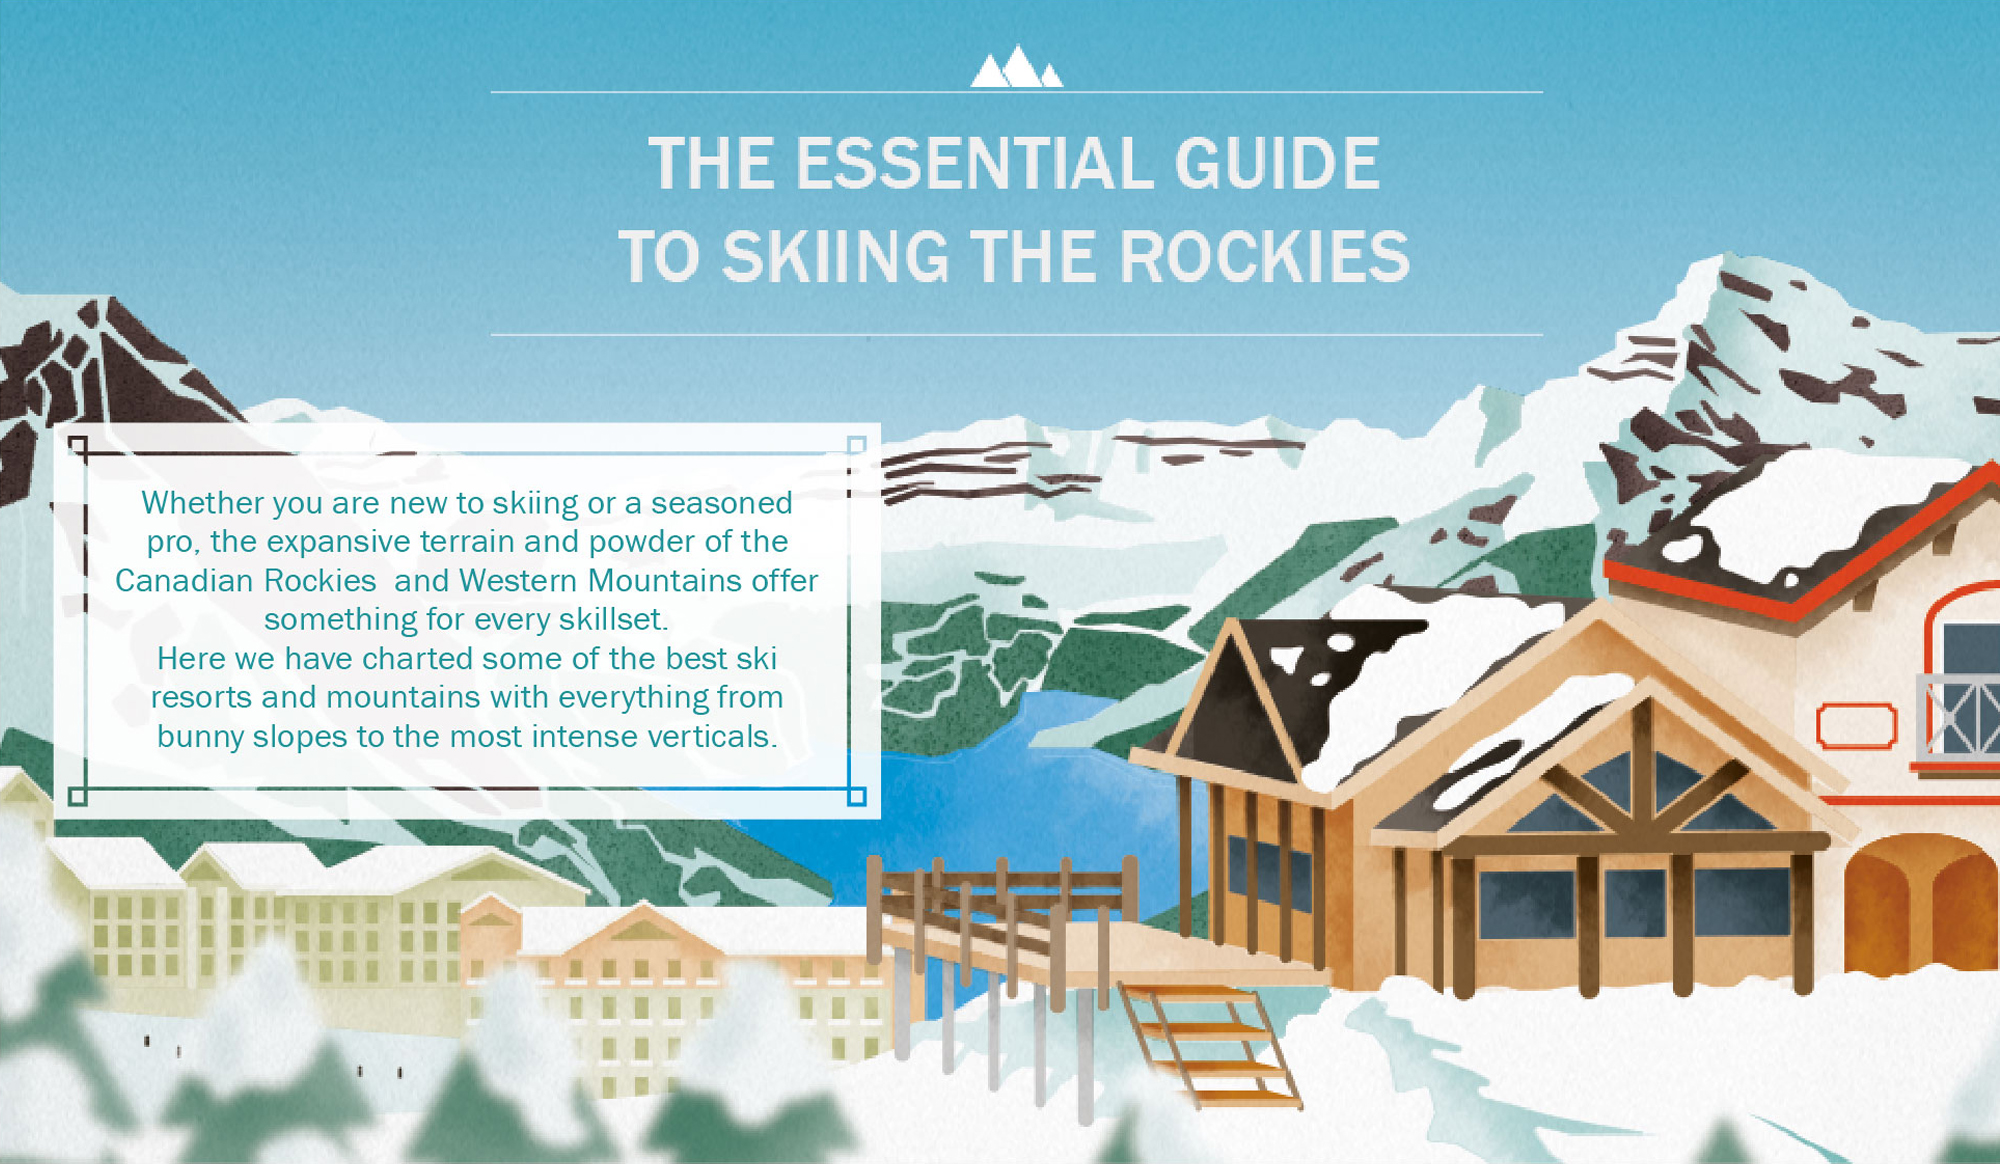 THE ESSENTIAL GUIDE
TO SKIING THE ROCKIES
Whether you are new to skiing or a seasoned
pro, the expansive terrain and powder of the
Canadian Rockies  and Western Mountains offer
something for every skillset.
Here we have charted some of the best ski
resorts and mountains with everything from
bunny slopes to the most intense verticals.